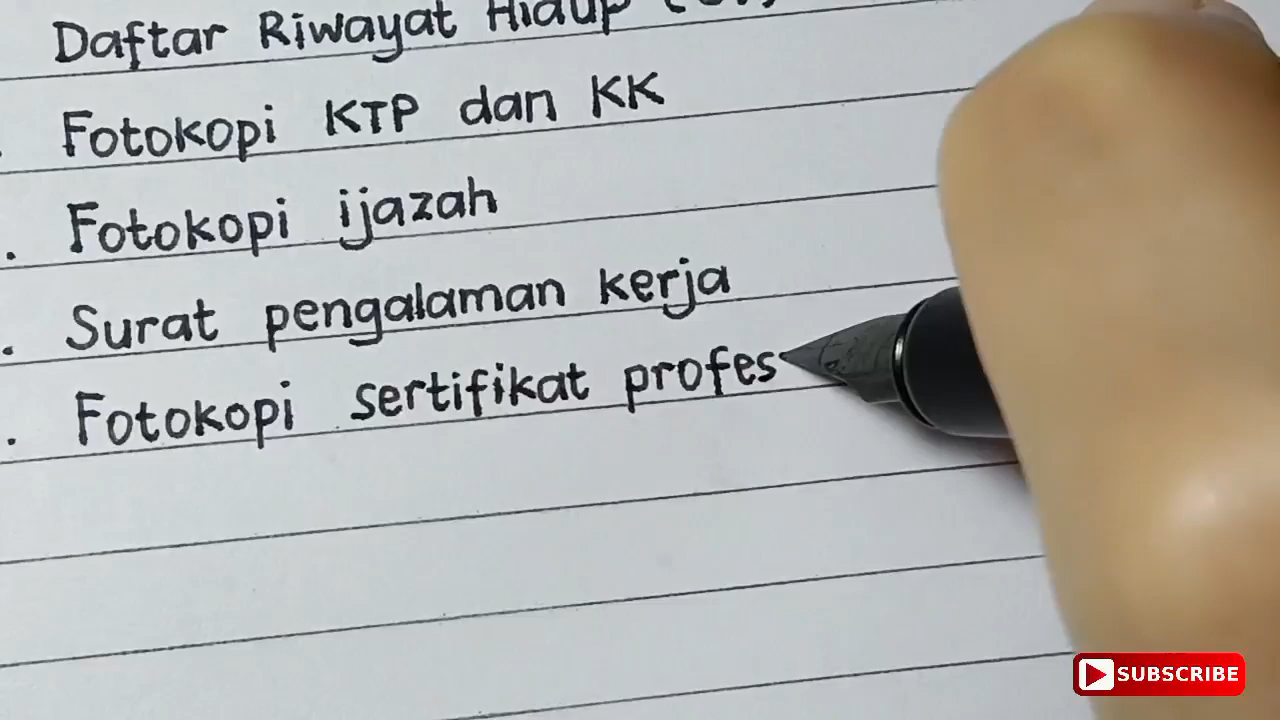 Daftar Riwayat Hidup
. Fotokopi KTP dan KK
. Fotokopi ijazah
. Surat pengalaman kerja
. Fotokopi sertifikat profes
SUBSCRIBE